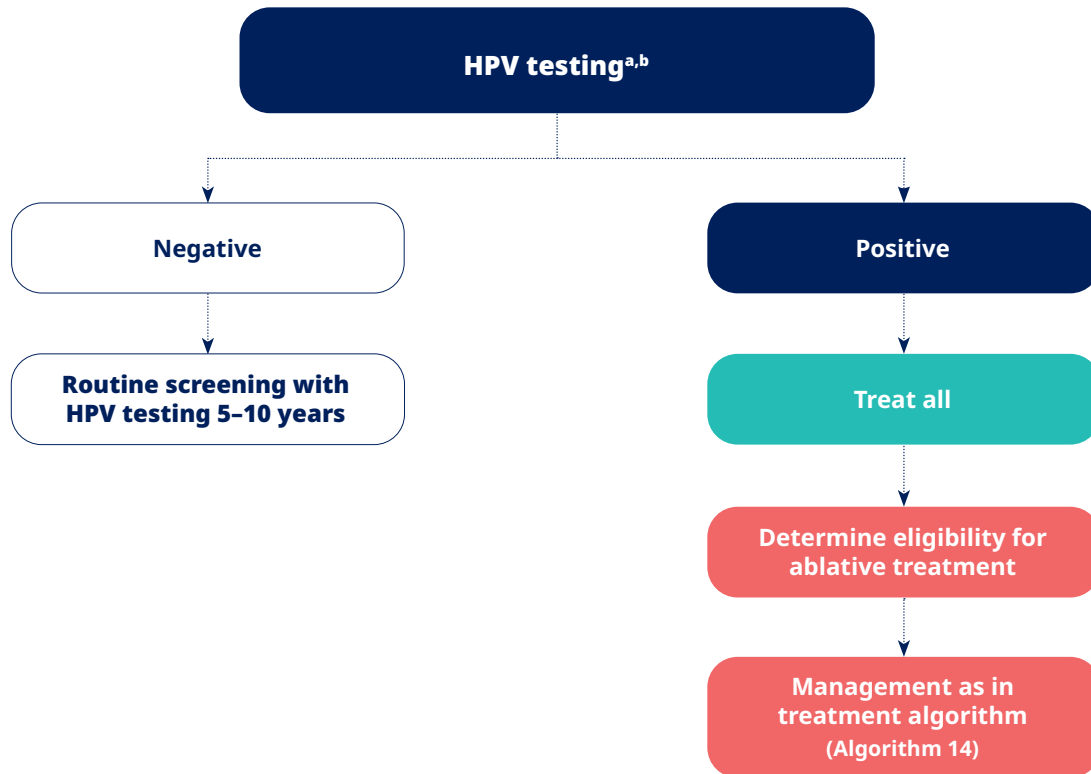 HPV testingᵃ,ᵇ
Negative
Positive
Routine screening with
HPV testing 5–10 years
Treat all
Determine eligibility for
ablative treatment
Management as in
treatment algorithm
(Algorithm 14)